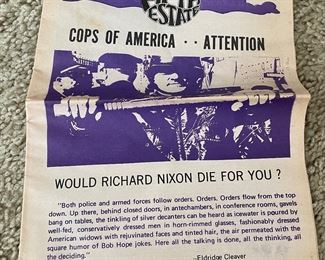 FIFTH
ESTATE
COPS OF AMERICA . . ATTENTION
WOULD RICHARD NIXON DIE FOR YOU ?
"Both police and armed forces follow orders. Orders. Orders flow from the
top down. Up there, behind closed doors, in antechambers, in conference rooms, gavels
bang on tables, the tinkling of silver decanters can be heard as icewater is poured by
well-fed, conservatively dressed men in horn-rimmed glasses, fashionably dressed
American widows with rejuvinated faces and tinted hair, the air permeated with the
square humor of Bob Hope jokes. Here all the talking is done, all the thinking, all
the deciding."
--Eldridge Cleaver